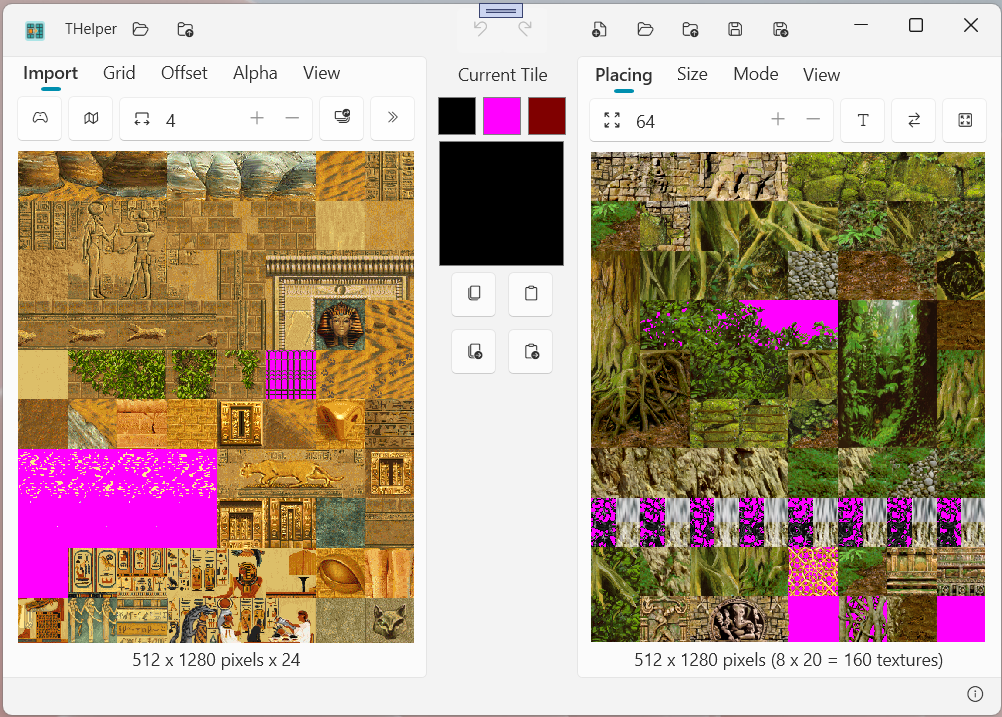 THelper
Import Grid Offset Alpha View
4
512 x 1280 pixels x 24
Current Tile
Placing Size Mode View
64
T
512 x 1280 pixels (8 x 20 = 160 textures)